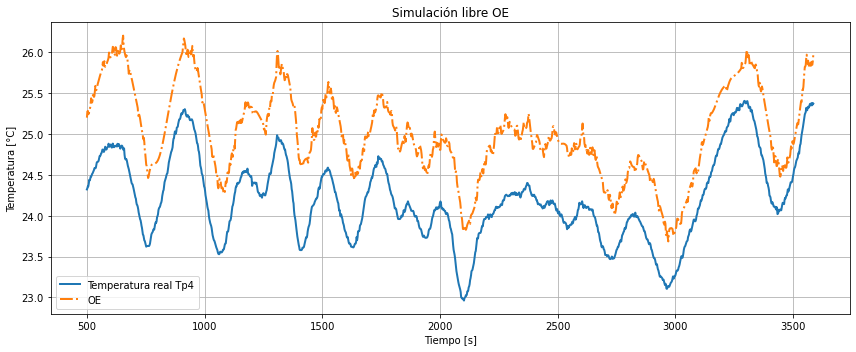 Simulación libre OE
Temperatura [°C]
26.0
25.5
25.0
24.5
24.0
23.5
23.0
Temperatura real Tp4
OE
500
1000
1500
2000
2500
3000
3500
Tiempo [s]